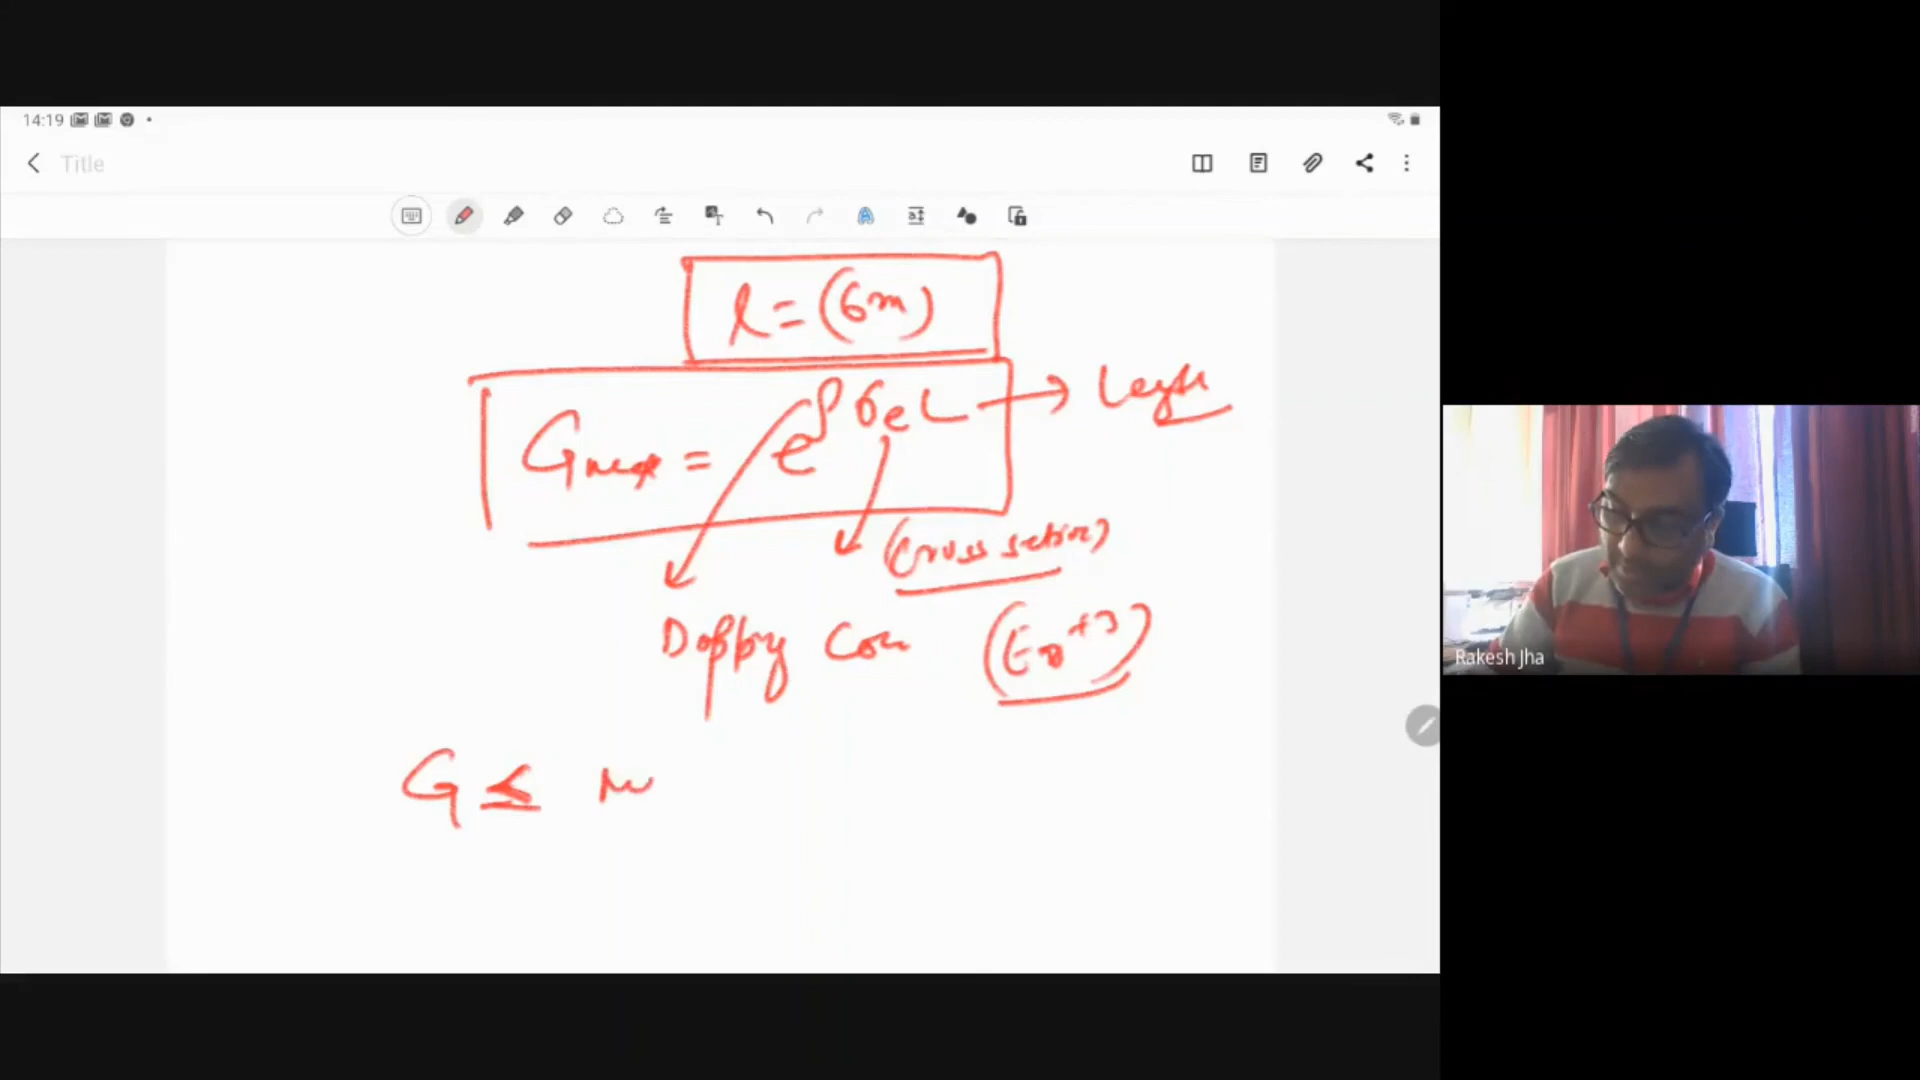 14:19
Title
l = (6m)
Gmax = e^ρσeL → Length
(Cross section)
Doping Con (Er+3)
G ≤ m
Rakesh Jha